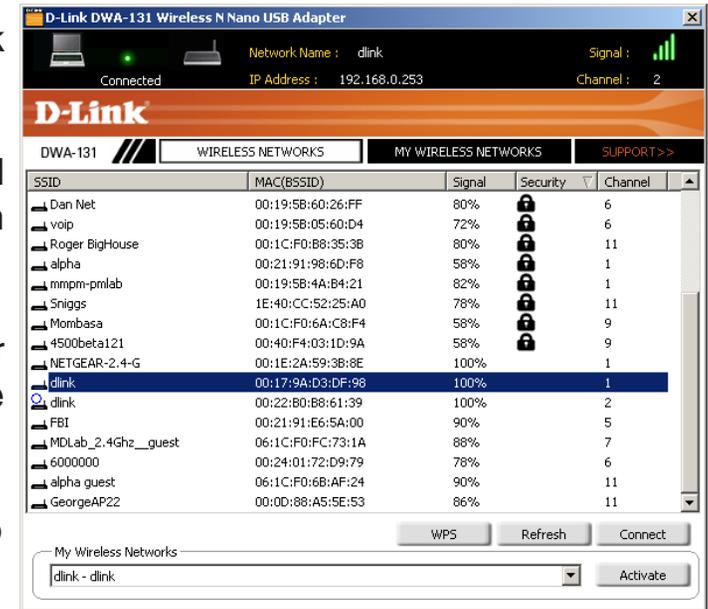 D-Link DWA-131 Wireless N Nano USB Adapter
Network Name : dlink Signal :
Connected IP Address : 192.168.0.253 Channel : 2
D-Link
DWA-131 WIRELESS NETWORKS MY WIRELESS NETWORKS SUPPORT>>
SSID MAC(BSSID) Signal Security Channel
Dan Net 00:19:5B:60:26:FF 80% 6
voip 00:19:5B:05:60:D4 72% 6
Roger BigHouse 00:1C:F0:B8:35:3B 80% 11
alpha 00:21:91:98:6D:F8 58% 1
mmpm-pmlab 00:19:5B:4A:B4:21 82% 1
Sniggs 1E:40:CC:52:25:A0 78% 11
Mombasa 00:1C:F0:6A:C8:F4 58% 9
4500beta121 00:40:F4:03:1D:9A 58% 9
NETGEAR-2.4-G 00:1E:2A:59:3B:8E 100% 1
dlink 00:17:9A:D3:DF:98 100% 1
dlink 00:22:B0:B8:61:39 100% 2
FBI 00:21:91:E6:5A:00 90% 5
MDLab_2.4Ghz__guest 06:1C:F0:FC:73:1A 88% 7
6000000 00:24:01:72:D9:79 78% 6
alpha guest 06:1C:F0:6B:AF:24 90% 11
GeorgeAP22 00:0D:88:A5:5E:53 86% 11
WPS Refresh Connect
My Wireless Networks
dlink - dlink Activate